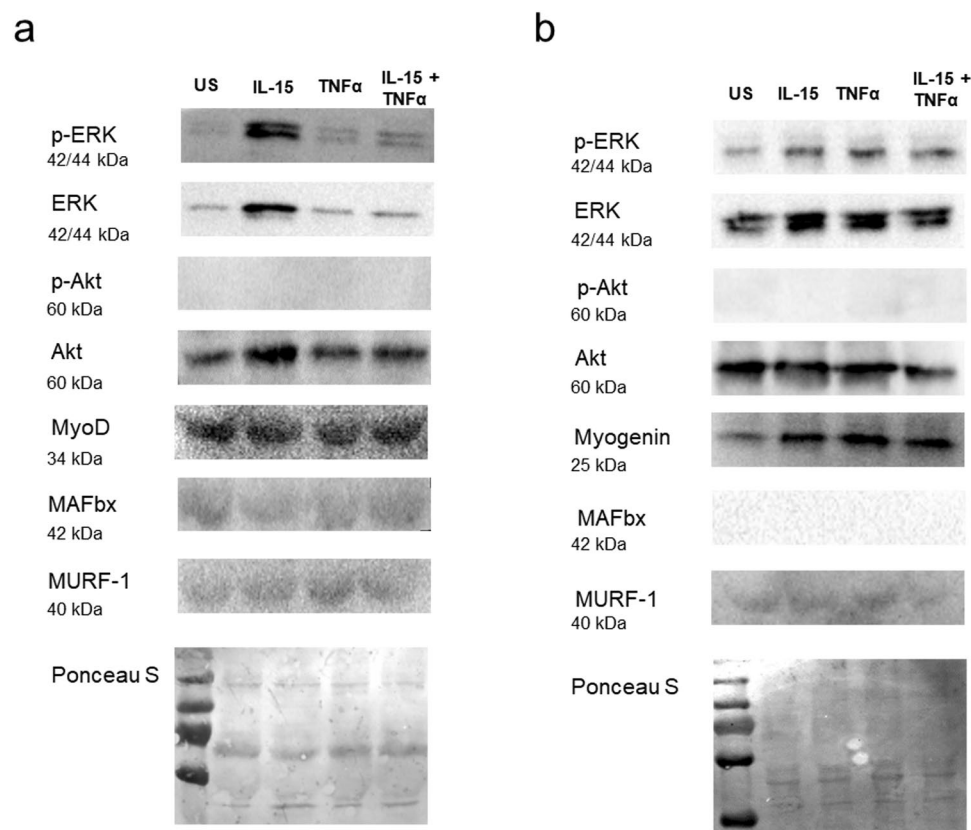 a
US IL-15 TNFα IL-15 +
TNFα
p-ERK
42/44 kDa
ERK
42/44 kDa
p-Akt
60 kDa
Akt
60 kDa
MyoD
34 kDa
MAFbx
42 kDa
MURF-1
40 kDa
Ponceau S
b
US IL-15 TNFα IL-15 +
TNFα
p-ERK
42/44 kDa
ERK
42/44 kDa
p-Akt
60 kDa
Akt
60 kDa
Myogenin
25 kDa
MAFbx
42 kDa
MURF-1
40 kDa
Ponceau S